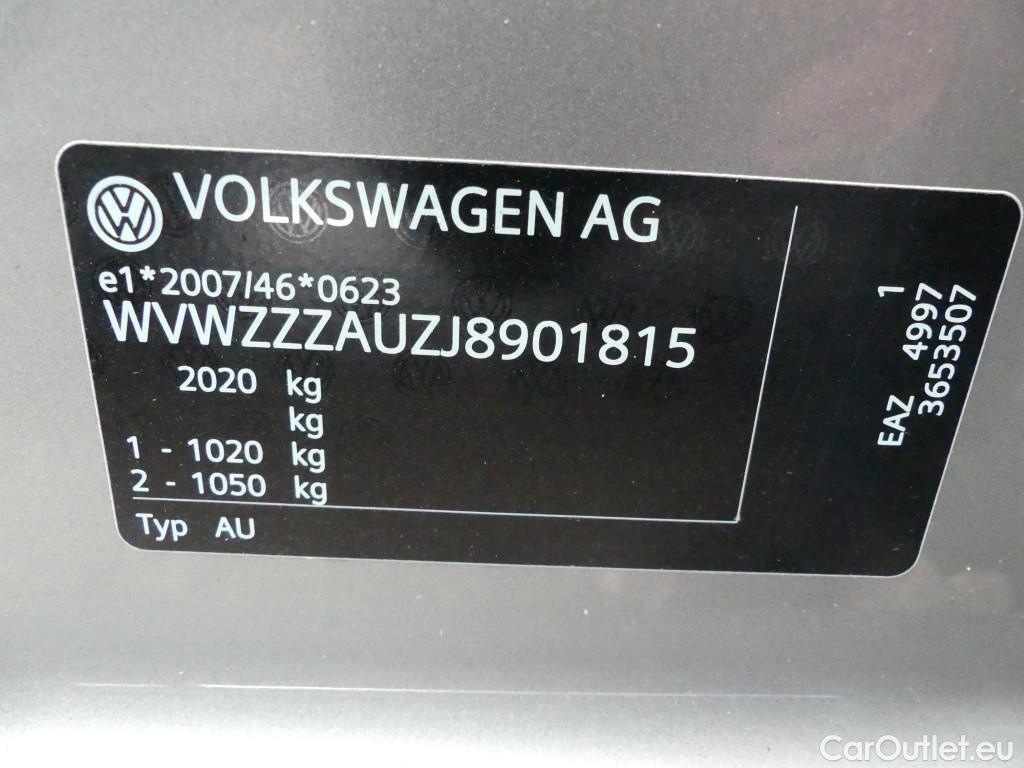 VOLKSWAGEN AG
e1*2007/46*0623
WVWZZZAUZJ8901815
2020 kg
kg
1 - 1020 kg
2 - 1050 kg
Typ AU
EAZ 4997 1
3653507
CarOutlet.eu